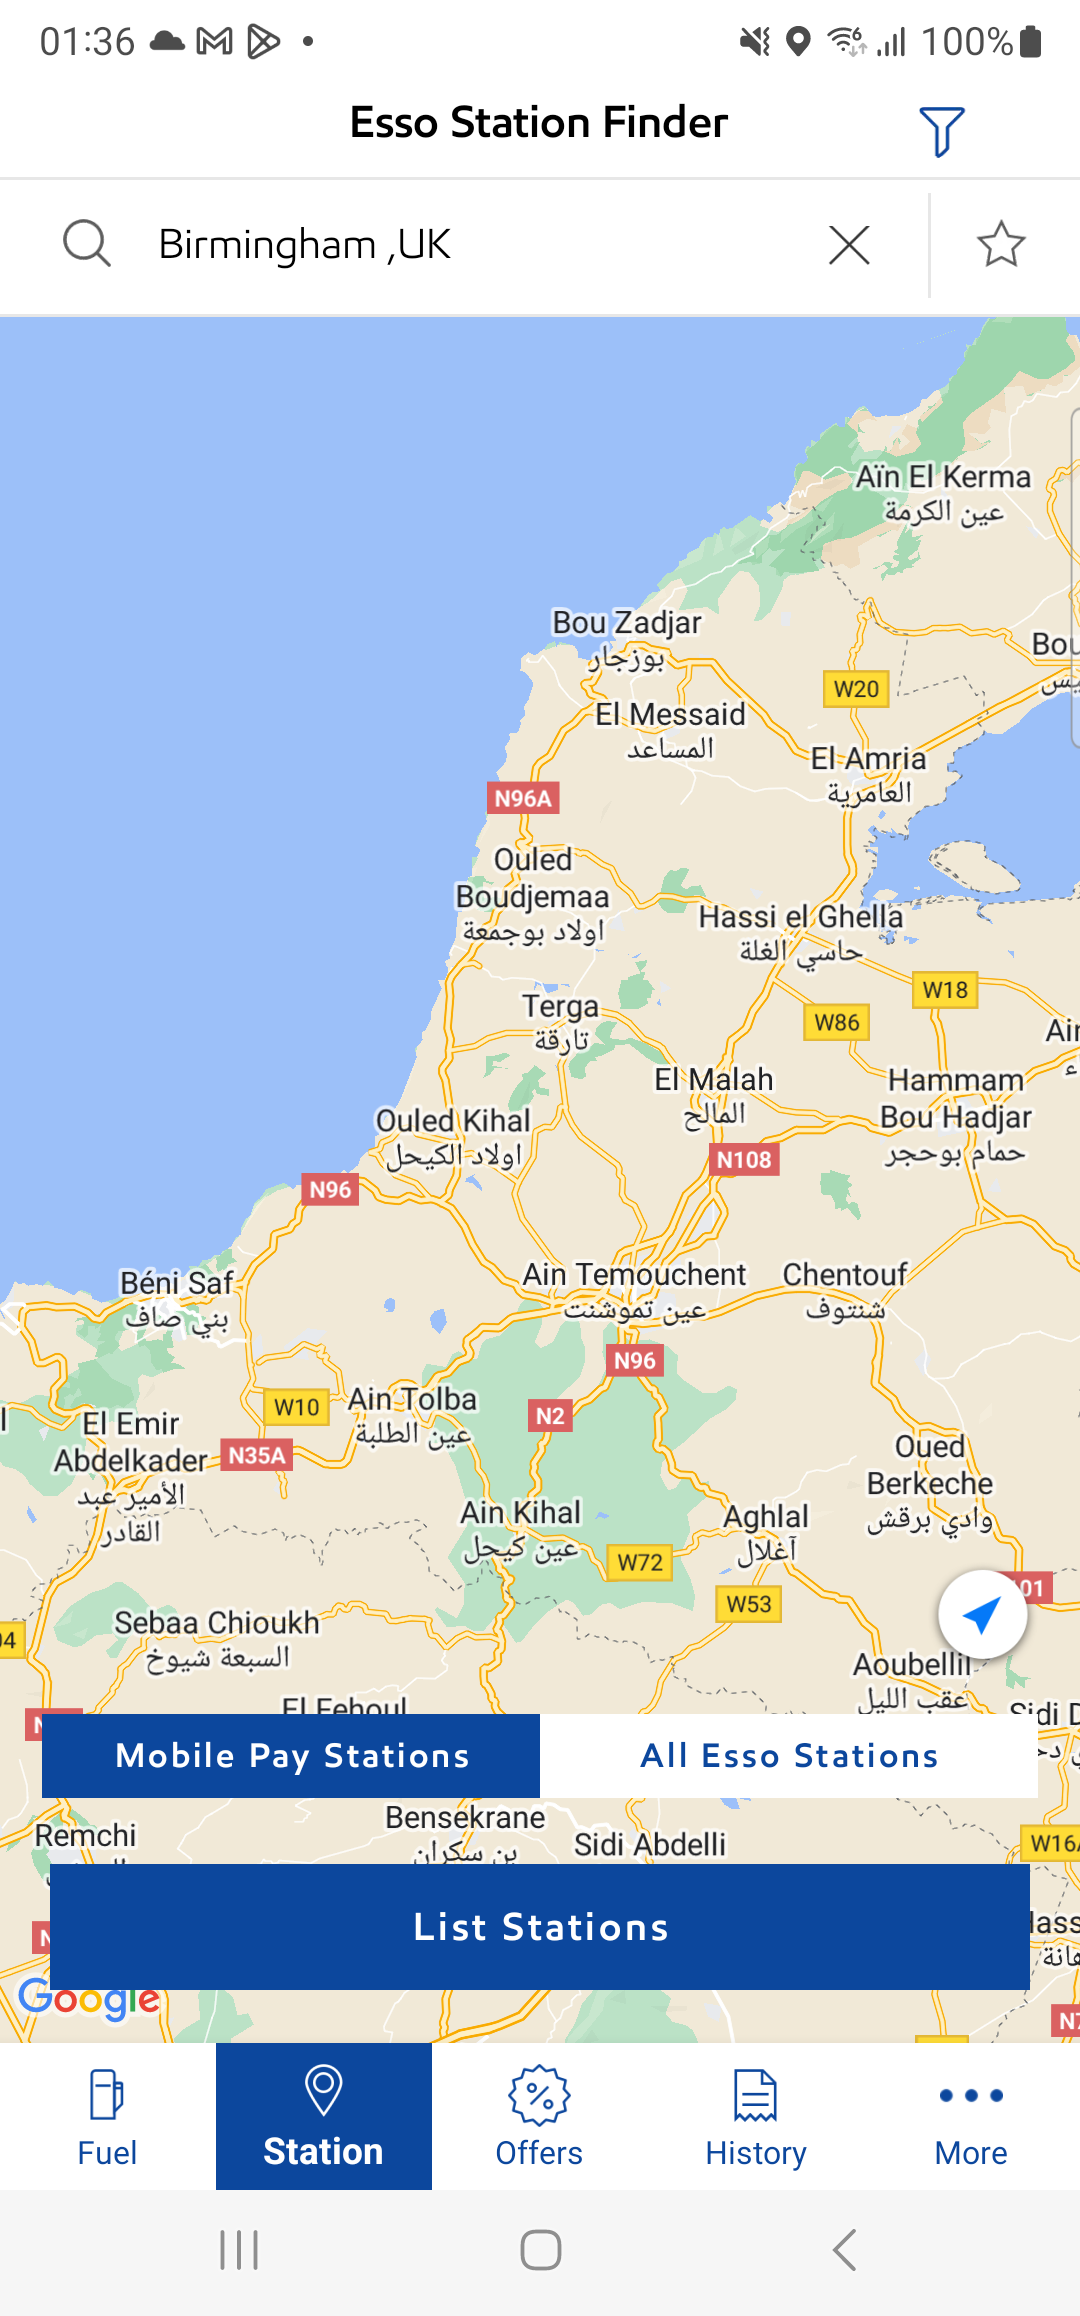 01:36
100%
Esso Station Finder
Birmingham ,UK
Aïn El Kerma
عين الكرمة
Bou Zadjar
بوزجار
Bou
W20
El Messaid
المساعد
El Amria
العامرية
N96A
Ouled
Boudjemaa
اولاد بوجمعة
Hassi el Ghella
حاسي الغلة
W18
Terga
تارقة
W86
El Malah
المالح
Hammam
Bou Hadjar
حمام بوحجر
Ouled Kihal
اولاد الكيحل
N108
N96
Béni Saf
بني صاف
Ain Temouchent
عين تموشنت
Chentouf
شنتوف
N96
W10
Ain Tolba
عين الطلبة
N2
El Emir
Abdelkader
الأمير عبد
القادر
N35A
Oued
Berkeche
وادي برقش
Ain Kihal
عين كيحل
Aghlal
آغلال
W72
W53
01
Sebaa Chioukh
السبعة شيوخ
04
Aoubellil
عقب الليل
El Fehoul
Sidi D
Mobile Pay Stations
All Esso Stations
Bensekrane
بن سكران
Remchi
Sidi Abdelli
W16A
List Stations
Google
Fuel
Station
Offers
History
More